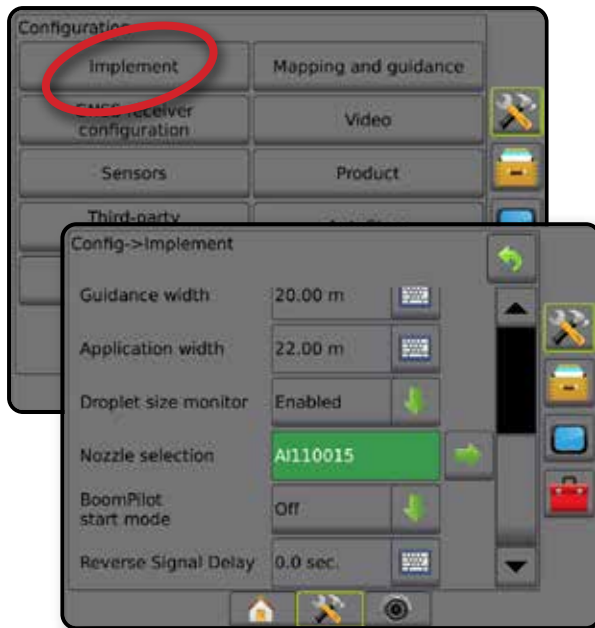 Configuration
Implement
Mapping and guidance
GNSS receiver
configuration
Video
Sensors
Product
Third-party
Config->Implement
Guidance width
20.00 m
Application width
22.00 m
Droplet size monitor
Enabled
Nozzle selection
AI110015
BoomPilot
start mode
Off
Reverse Signal Delay
0.0 sec.